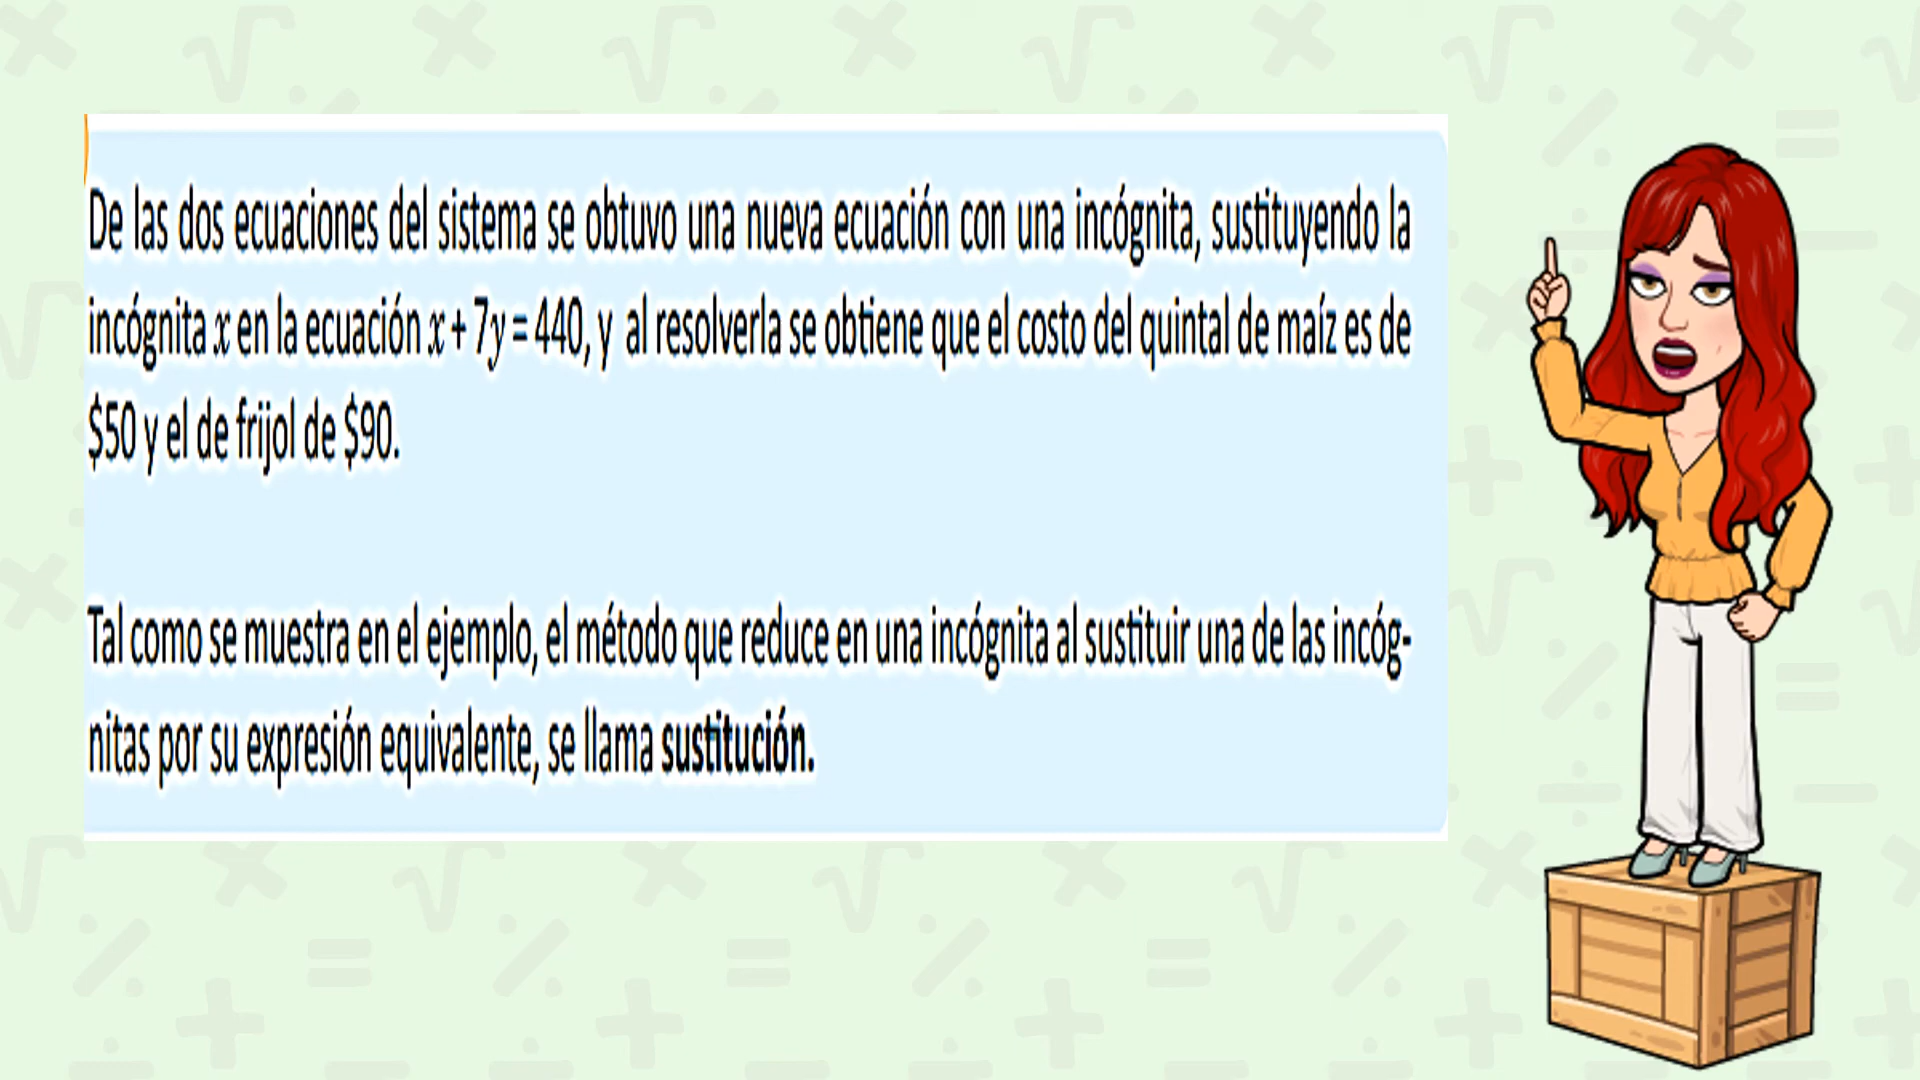 De las dos ecuaciones del sistema se obtuvo una nueva ecuación con una incógnita, sustituyendo la
incógnita x en la ecuación x + 7y = 440, y al resolverla se obtiene que el costo del quintal de maíz es de
$50 y el de frijol de $90.
Tal como se muestra en el ejemplo, el método que reduce en una incógnita al sustituir una de las incóg-
nitas por su expresión equivalente, se llama sustitución.